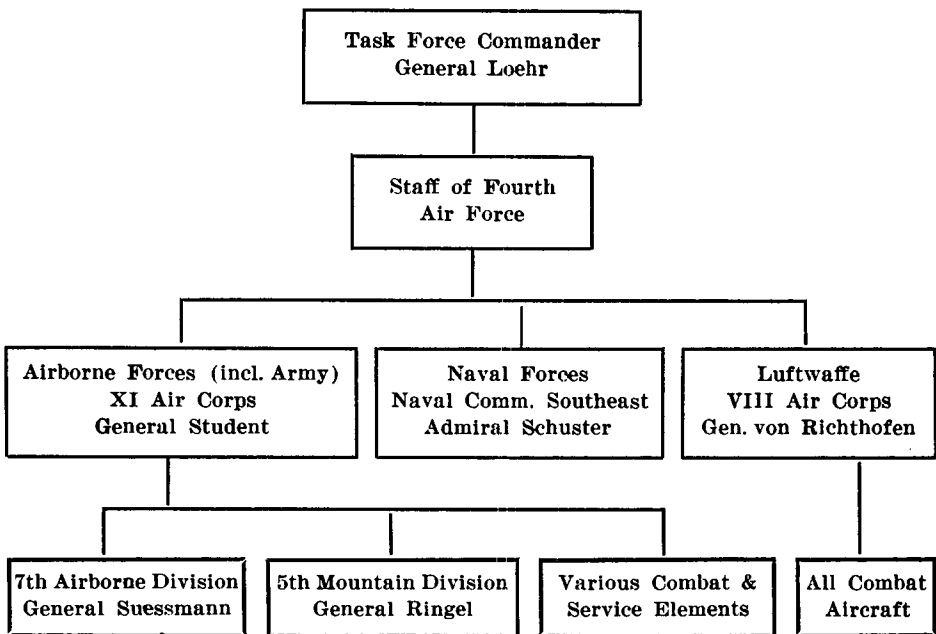 Task Force Commander
General Loehr
Staff of Fourth
Air Force
Airborne Forces (incl. Army)
XI Air Corps
General Student
Naval Forces
Naval Comm. Southeast
Admiral Schuster
Luftwaffe
VIII Air Corps
Gen. von Richthofen
7th Airborne Division
General Suessmann
5th Mountain Division
General Ringel
Various Combat &
Service Elements
All Combat
Aircraft